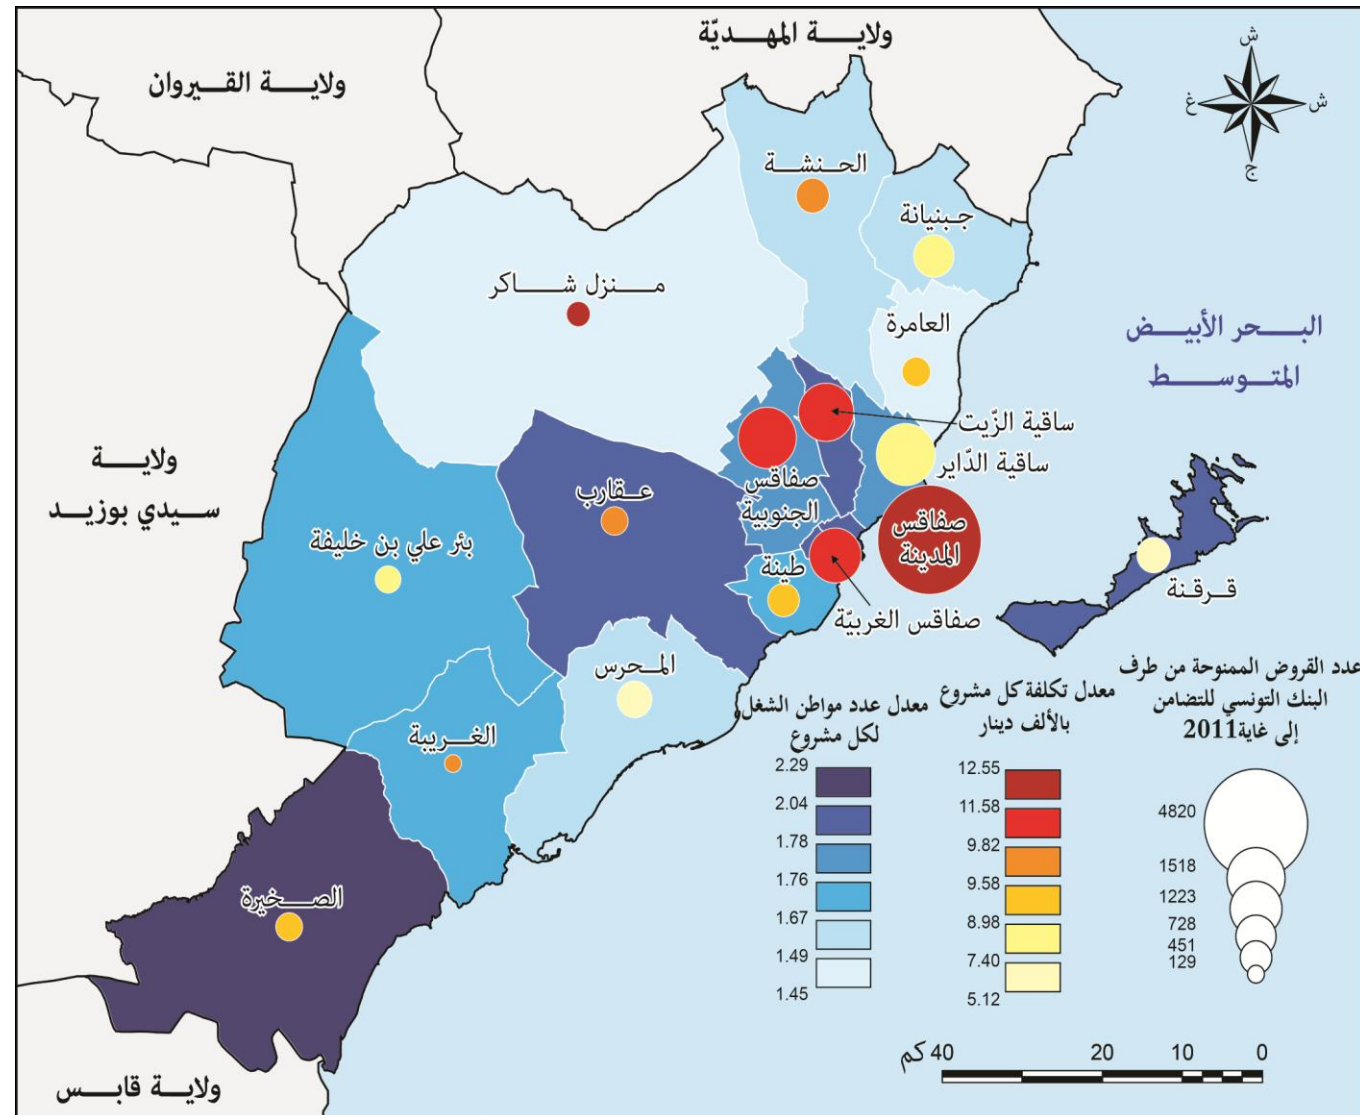 ولاية المهديّة
ولاية القيروان
ش
غ
ش
ج
الحنشة
جبنيانة
منزل شاكر
العامرة
البحر الأبيض
المتوسط
ساقية الزّيت
ساقية الدّاير
ولاية
سيدي بوزيد
عقارب
صفاقس
الجنوبية
صفاقس
المدينة
بئر علي بن خليفة
طينة
قرقنة
صفاقس الغربيّة
المحرس
الغريبة
الصخيرة
ولاية قابس
عدد القروض الممنوحة من طرف
البنك التونسي للتضامن
إلى غاية2011
4820
1518
1223
728
451
129
معدل تكلفة كل مشروع
بالألف دينار
12.55
11.58
9.82
9.58
8.98
7.40
5.12
معدل عدد مواطن الشغل
لكل مشروع
2.29
2.04
1.78
1.76
1.67
1.49
1.45
كم 40 20 10 0